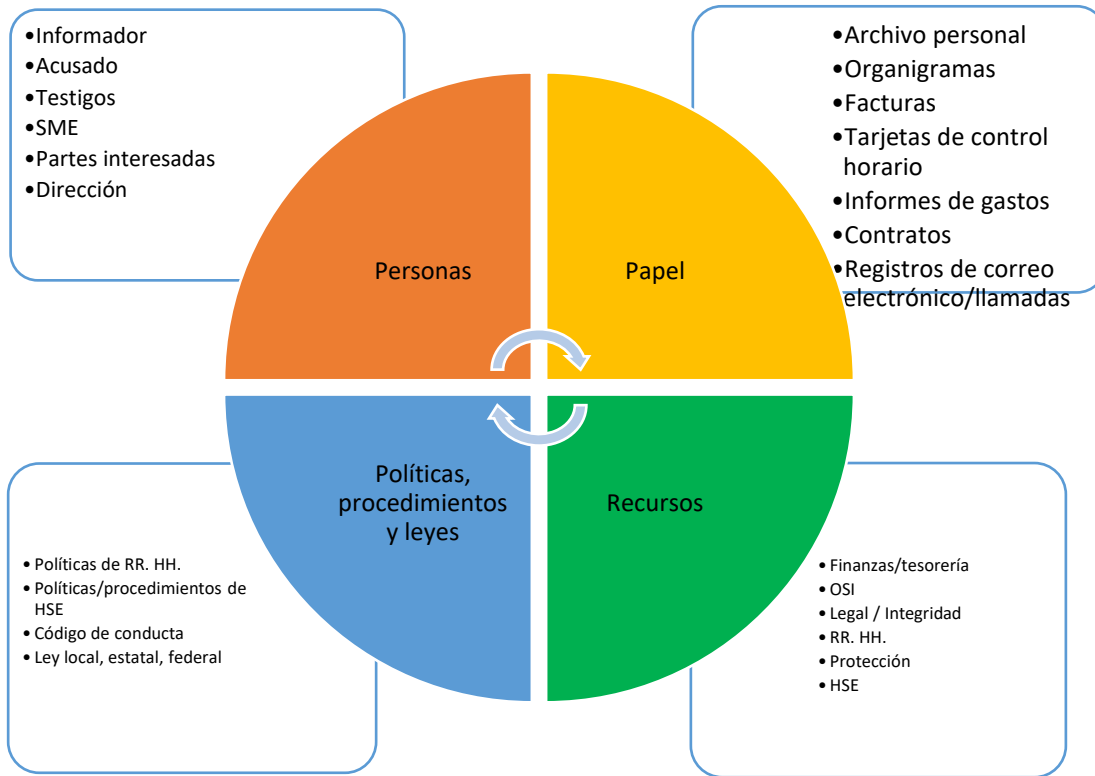 •Informador
•Acusado
•Testigos
•SME
•Partes interesadas
•Dirección
•Archivo personal
•Organigramas
•Facturas
•Tarjetas de control
horario
•Informes de gastos
•Contratos
•Registros de correo
electrónico/llamadas
Personas
Papel
Políticas,
procedimientos
y leyes
Recursos
• Políticas de RR. HH.
• Políticas/procedimientos de
HSE
• Código de conducta
• Ley local, estatal, federal
• Finanzas/tesorería
• OSI
• Legal / Integridad
• RR. HH.
• Protección
• HSE